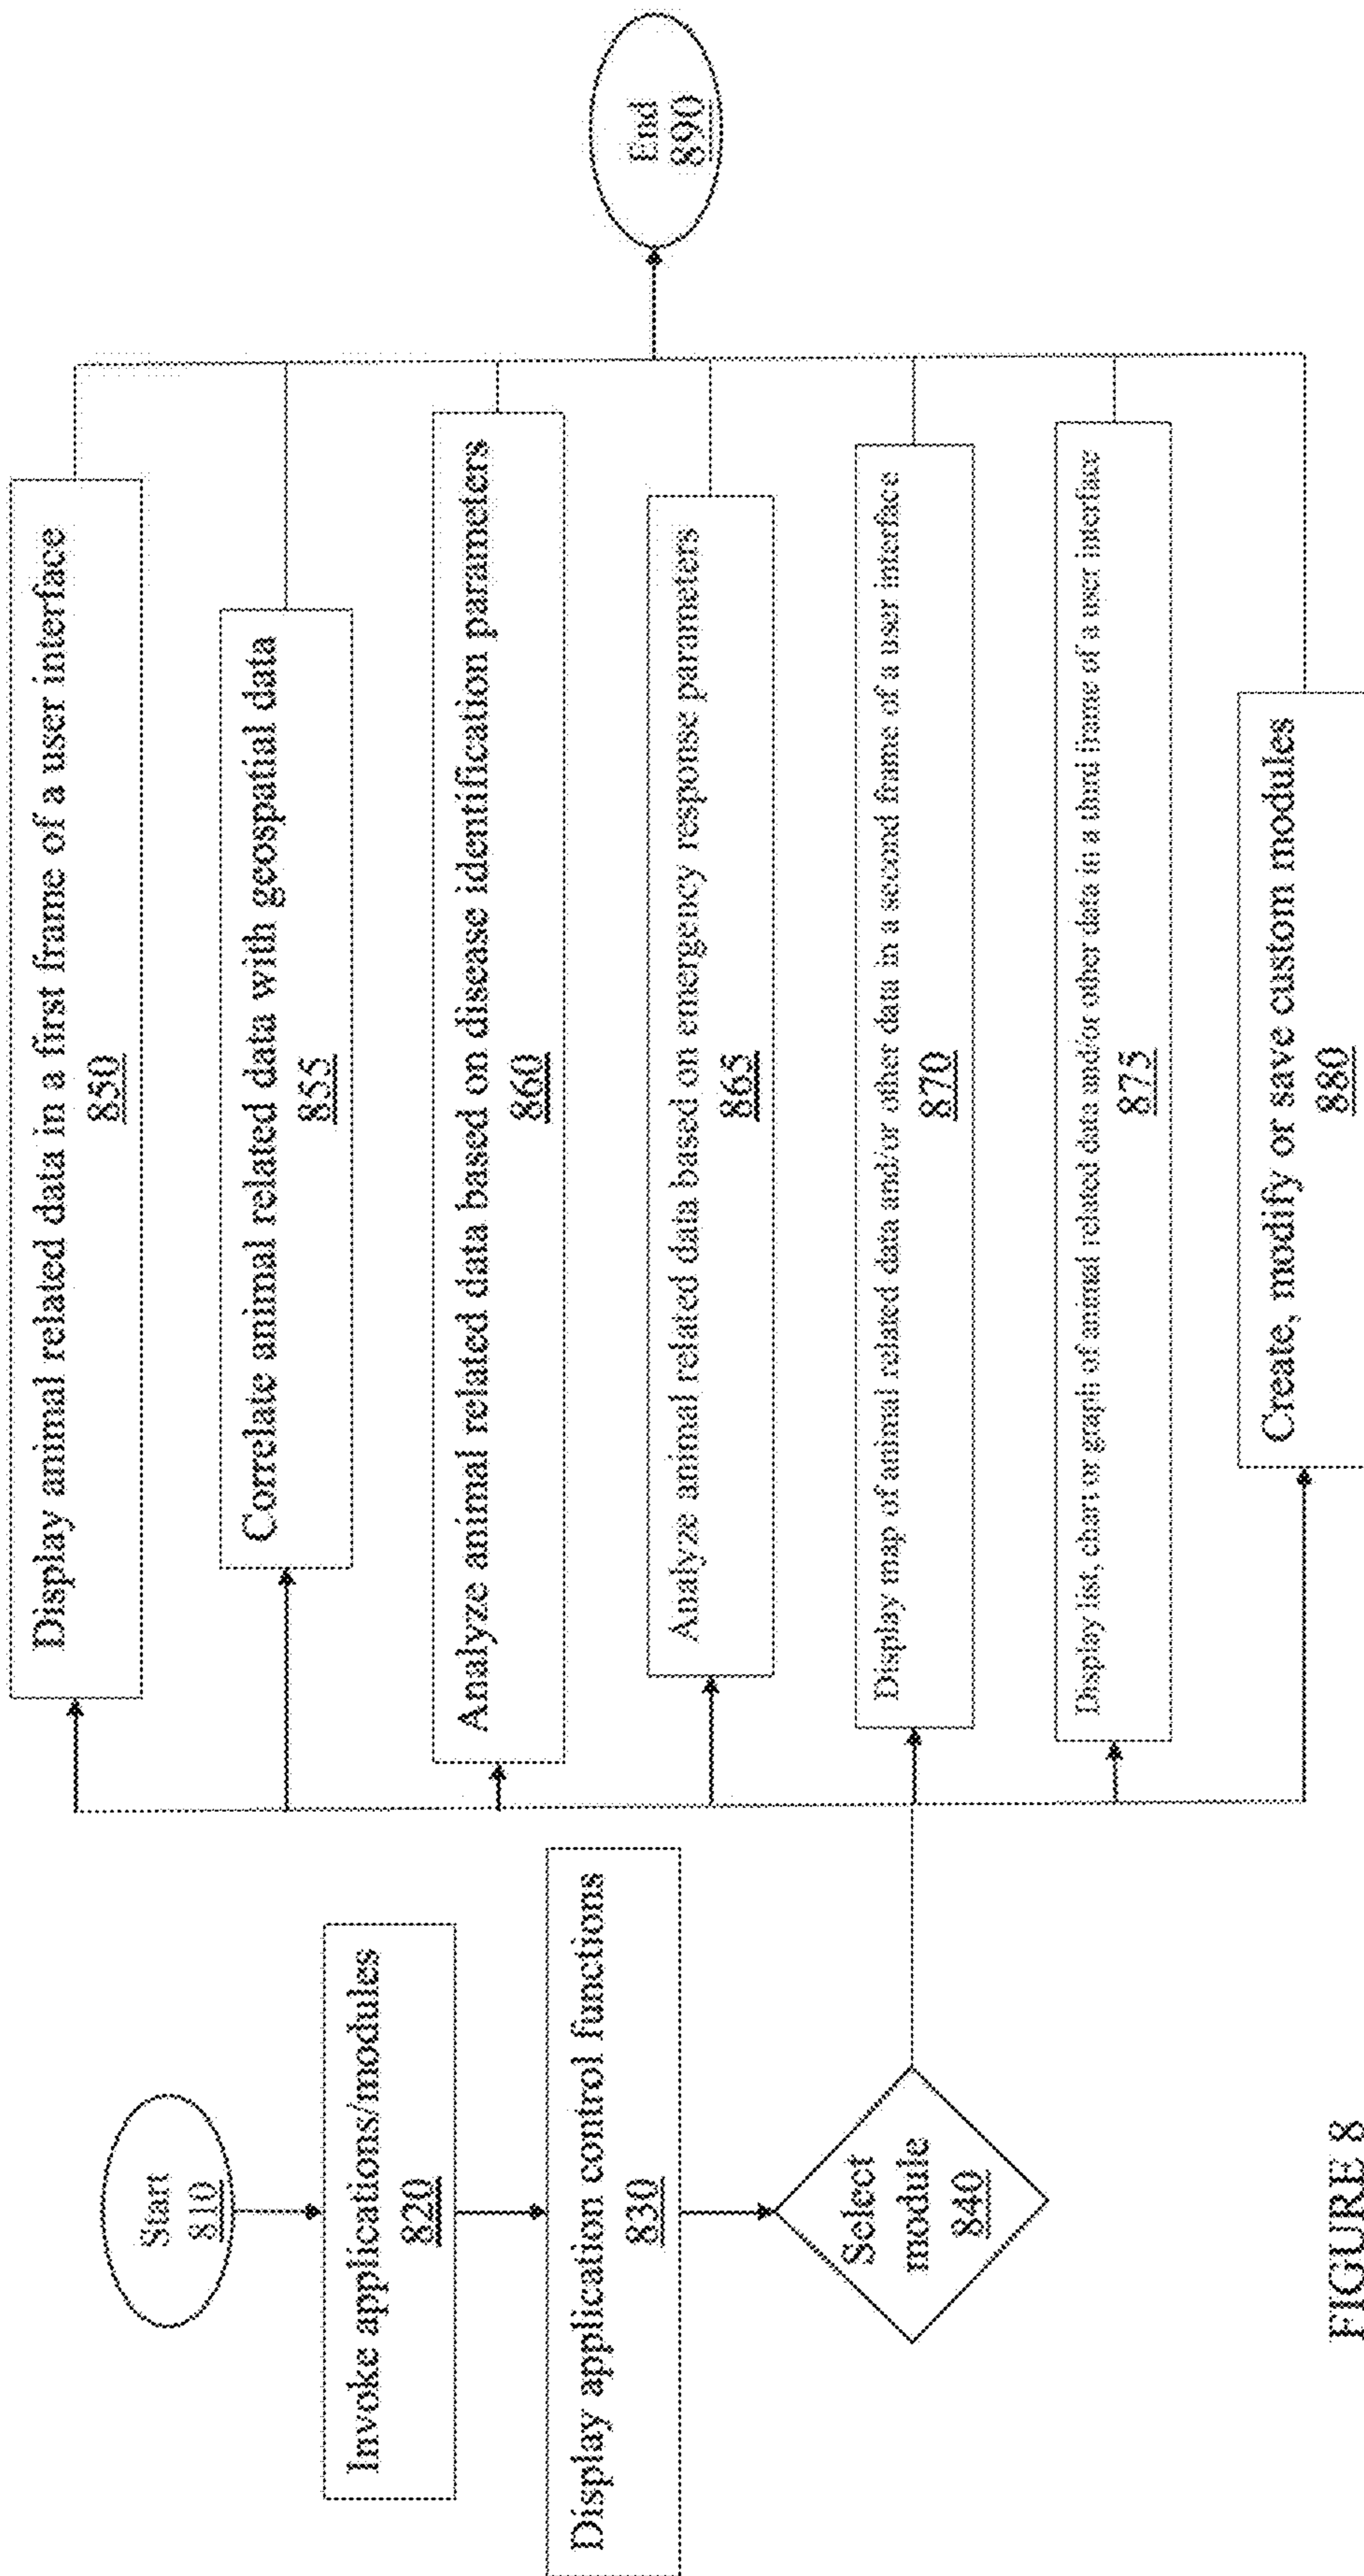 Start
810
Invoke applications/modules
820
Display application control functions
830
Select
module
840
Display animal related data in a first frame of a user interface
850
Correlate animal related data with geospatial data
855
Analyze animal related data based on disease identification parameters
860
Analyze animal related data based on emergency response parameters
865
Display map of animal related data and/or other data in a second frame of a user interface
870
Display list, chart or graph of animal related data and/or other data in a third frame of a user interface
875
Create, modify or save custom modules
880
End
890
FIGURE 8